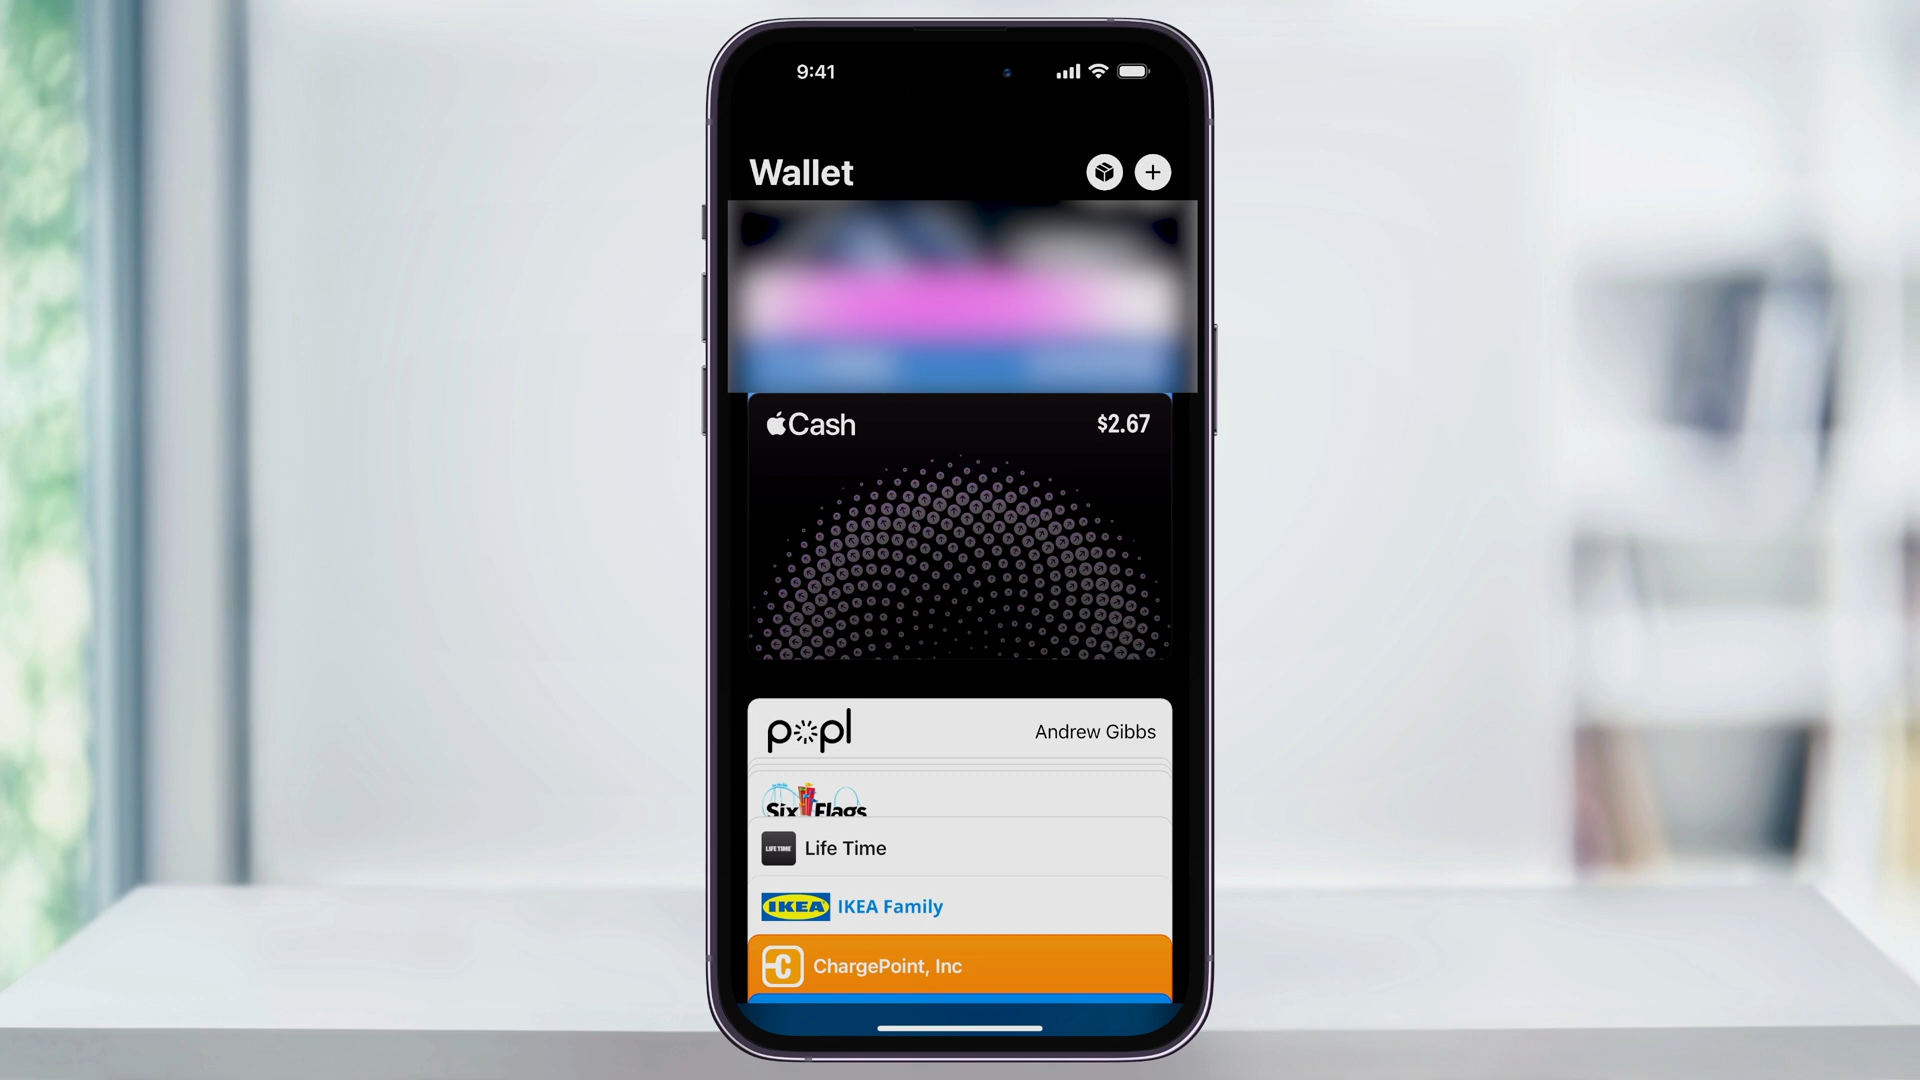 9:41
Wallet
Cash $2.67
popl Andrew Gibbs
Six Flags
LIFE TIME Life Time
IKEA IKEA Family
C ChargePoint, Inc